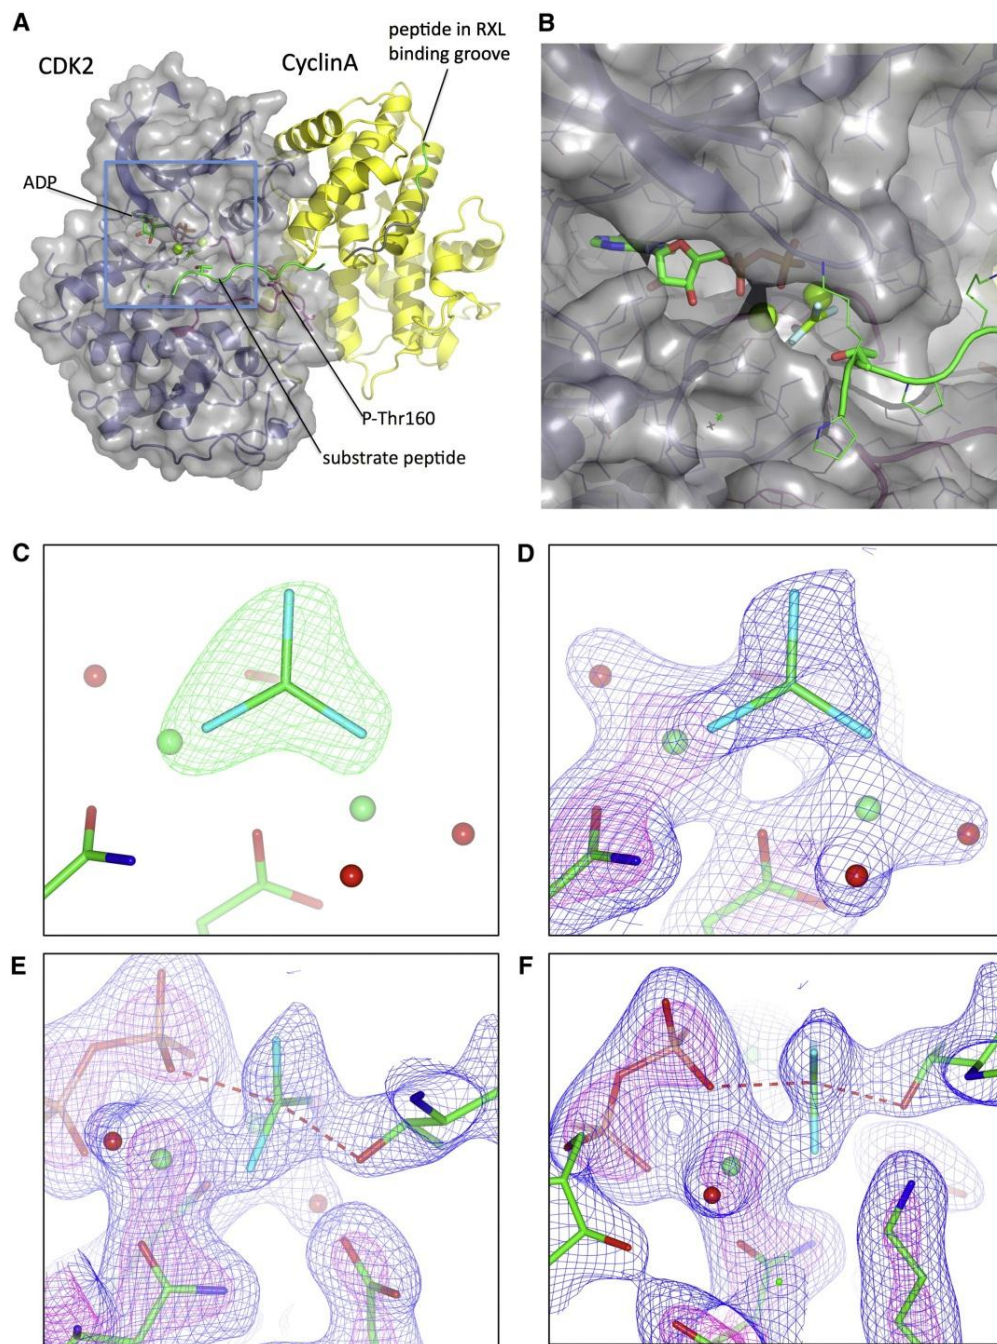 A
CDK2
CyclinA
peptide in RXL
binding groove
ADP
P-Thr160
substrate peptide
B
C
D
E
F